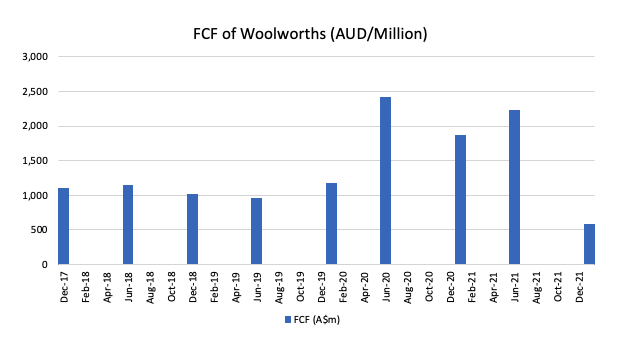 FCF of Woolworths (AUD/Million)
3,000
2,500
2,000
1,500
1,000
500
0
Dec-17
Feb-18
Apr-18
Jun-18
Aug-18
Oct-18
Dec-18
Feb-19
Apr-19
Jun-19
Aug-19
Oct-19
Dec-19
Feb-20
Apr-20
Jun-20
Aug-20
Oct-20
Dec-20
Feb-21
Apr-21
Jun-21
Aug-21
Oct-21
Dec-21
FCF (A$m)